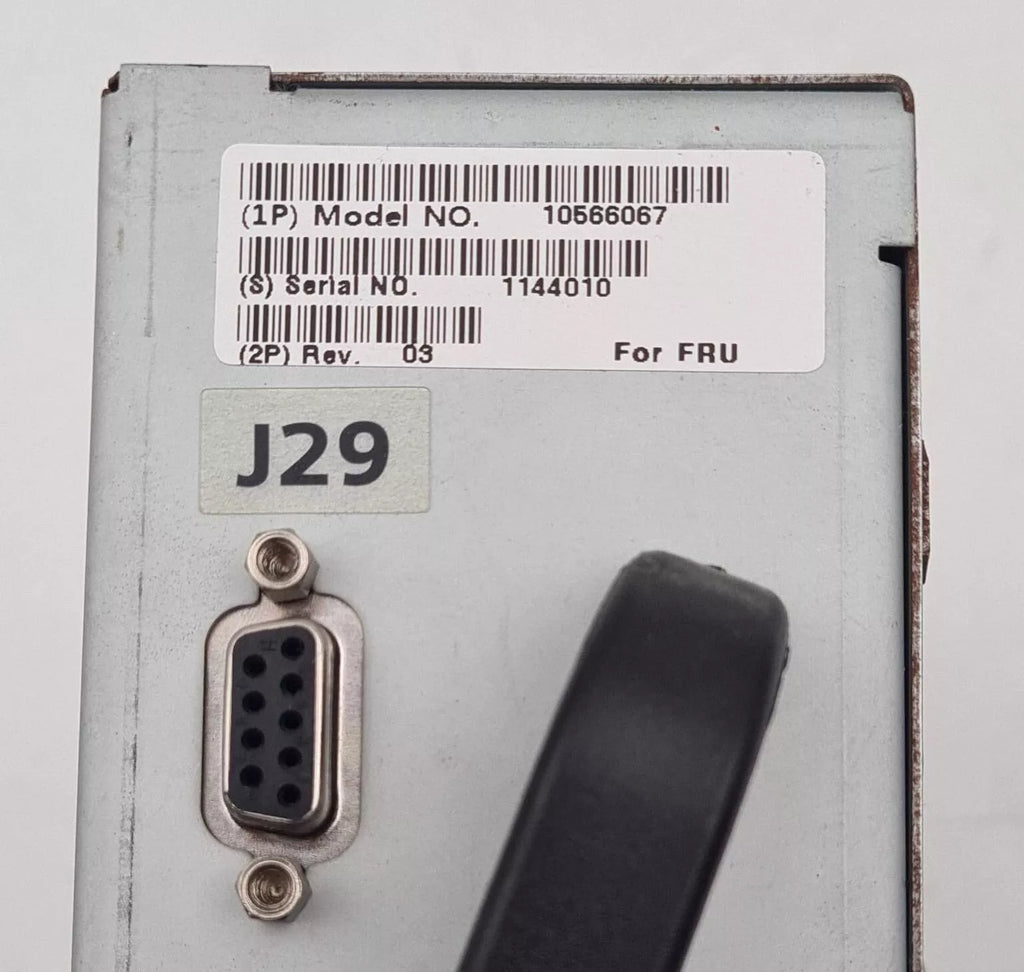 (1P) Model NO. 10566067
(S) Serial NO. 1144010
(2P) Rev. 03 For FRU
J29